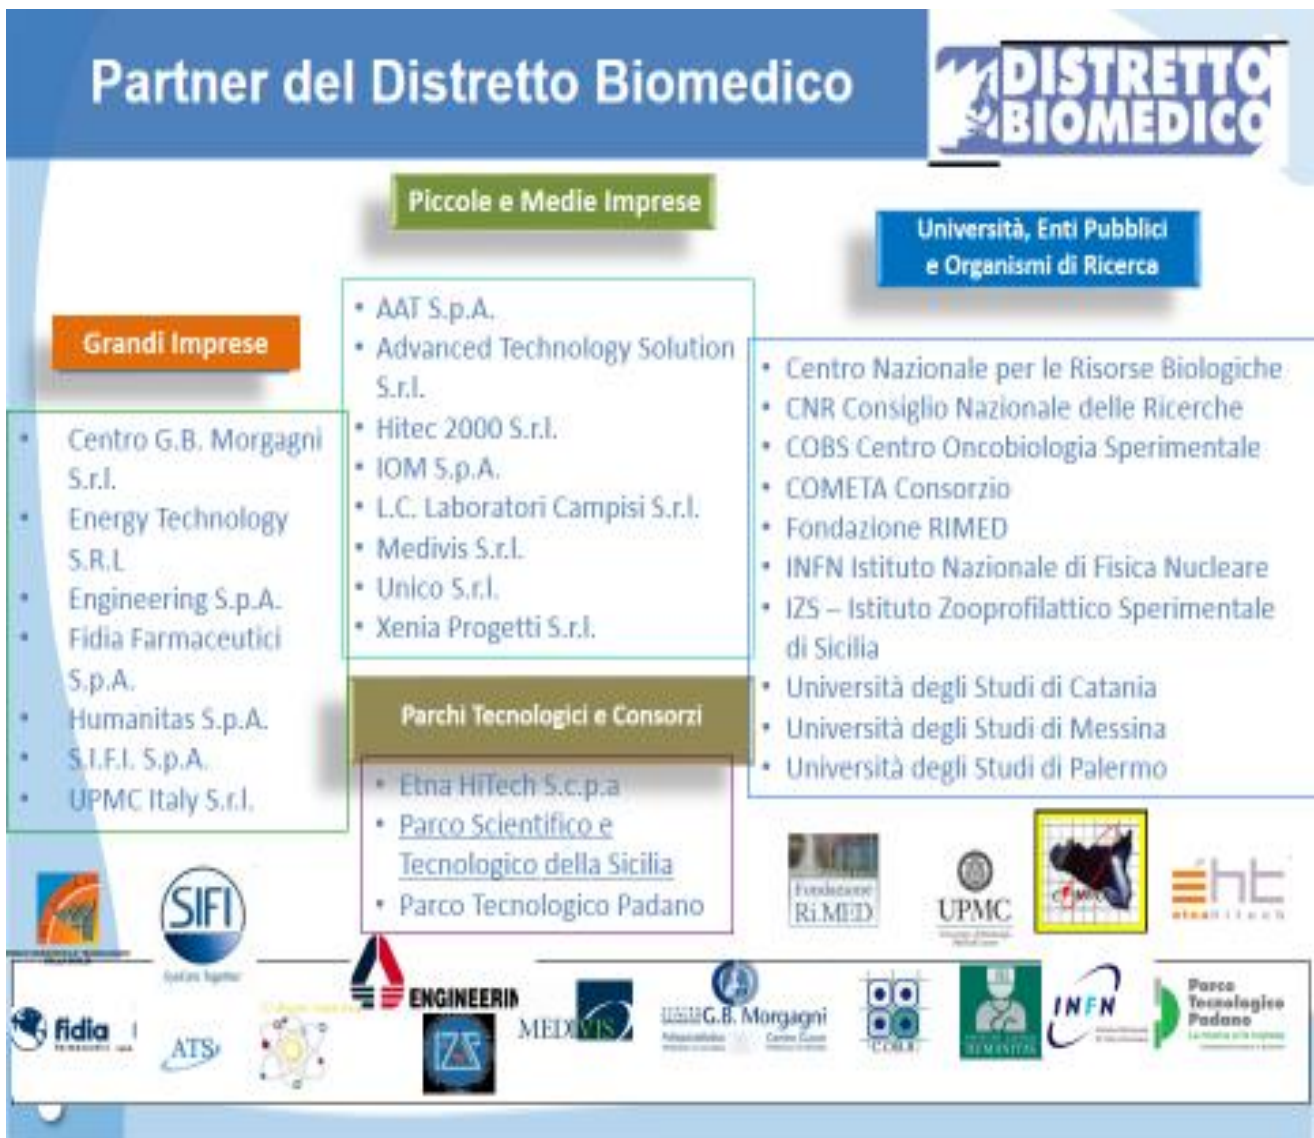 Partner del Distretto Biomedico
DISTRETTO
BIOMEDICO
Grandi Imprese
• Centro G.B. Morgagni
S.r.l.
• Energy Technology
S.R.L
• Engineering S.p.A.
• Fidia Farmaceutici
S.p.A.
• Humanitas S.p.A.
• S.I.F.I. S.p.A.
• UPMC Italy S.r.l.
Piccole e Medie Imprese
• AAT S.p.A.
• Advanced Technology Solution
S.r.l.
• Hitec 2000 S.r.l.
• IOM S.p.A.
• L.C. Laboratori Campisi S.r.l.
• Medivis S.r.l.
• Unico S.r.l.
• Xenia Progetti S.r.l.
Parchi Tecnologici e Consorzi
• Etna HiTech S.c.p.a
• Parco Scientifico e
Tecnologico della Sicilia
• Parco Tecnologico Padano
Università, Enti Pubblici
e Organismi di Ricerca
• Centro Nazionale per le Risorse Biologiche
• CNR Consiglio Nazionale delle Ricerche
• COBS Centro Oncobiologia Sperimentale
• COMETA Consorzio
• Fondazione RIMED
• INFN Istituto Nazionale di Fisica Nucleare
• IZS – Istituto Zooprofilattico Sperimentale
di Sicilia
• Università degli Studi di Catania
• Università degli Studi di Messina
• Università degli Studi di Palermo
SIFI
Fondazione
Ri.MED
UPMC
eht
etnahitech
fidia
ATS
ENGINEERIN
IZS
MEDIVIS
G.B. Morgagni
C.O.B.S.
HUMANITAS
INFN
Parco
Tecnologico
Padano